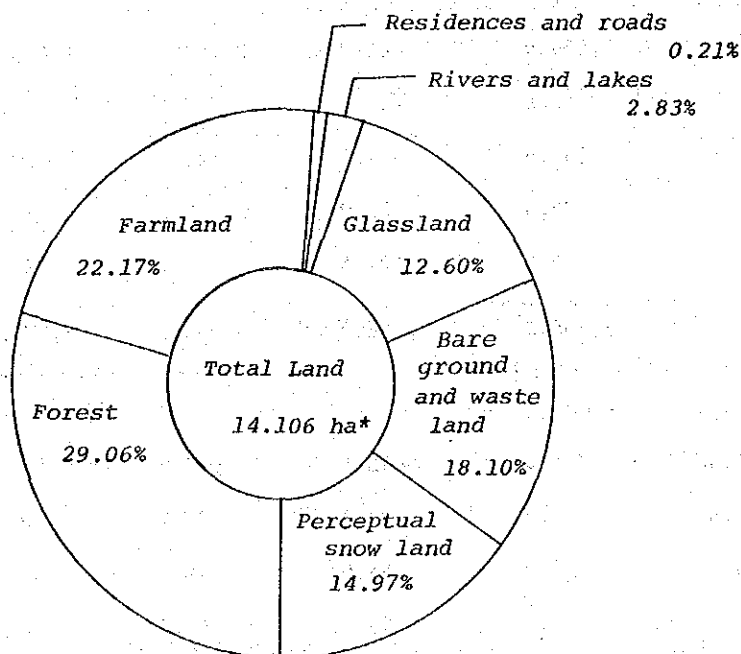 Residences and roads
0.21%
Rivers and lakes
2.83%
Farmland
22.17%
Glassland
12.60%
Total Land
14.106 ha*
Bare
ground
and waste
land
18.10%
Forest
29.06%
Perceptual
snow land
14.97%